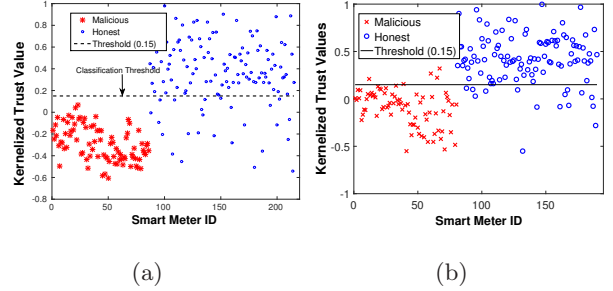 1
0.8
0.6
0.4
0.2
0
-0.2
-0.4
-0.6
-0.8
Kernelized Trust Value
Malicious
Honest
Threshold (0.15)
Classification Threshold
0 50 100 150 200
Smart Meter ID
(a)
1
0.5
0
-0.5
-1
Kernelized Trust Values
Malicious
Honest
Threshold (0.15)
0 50 100 150
Smart Meter ID
(b)